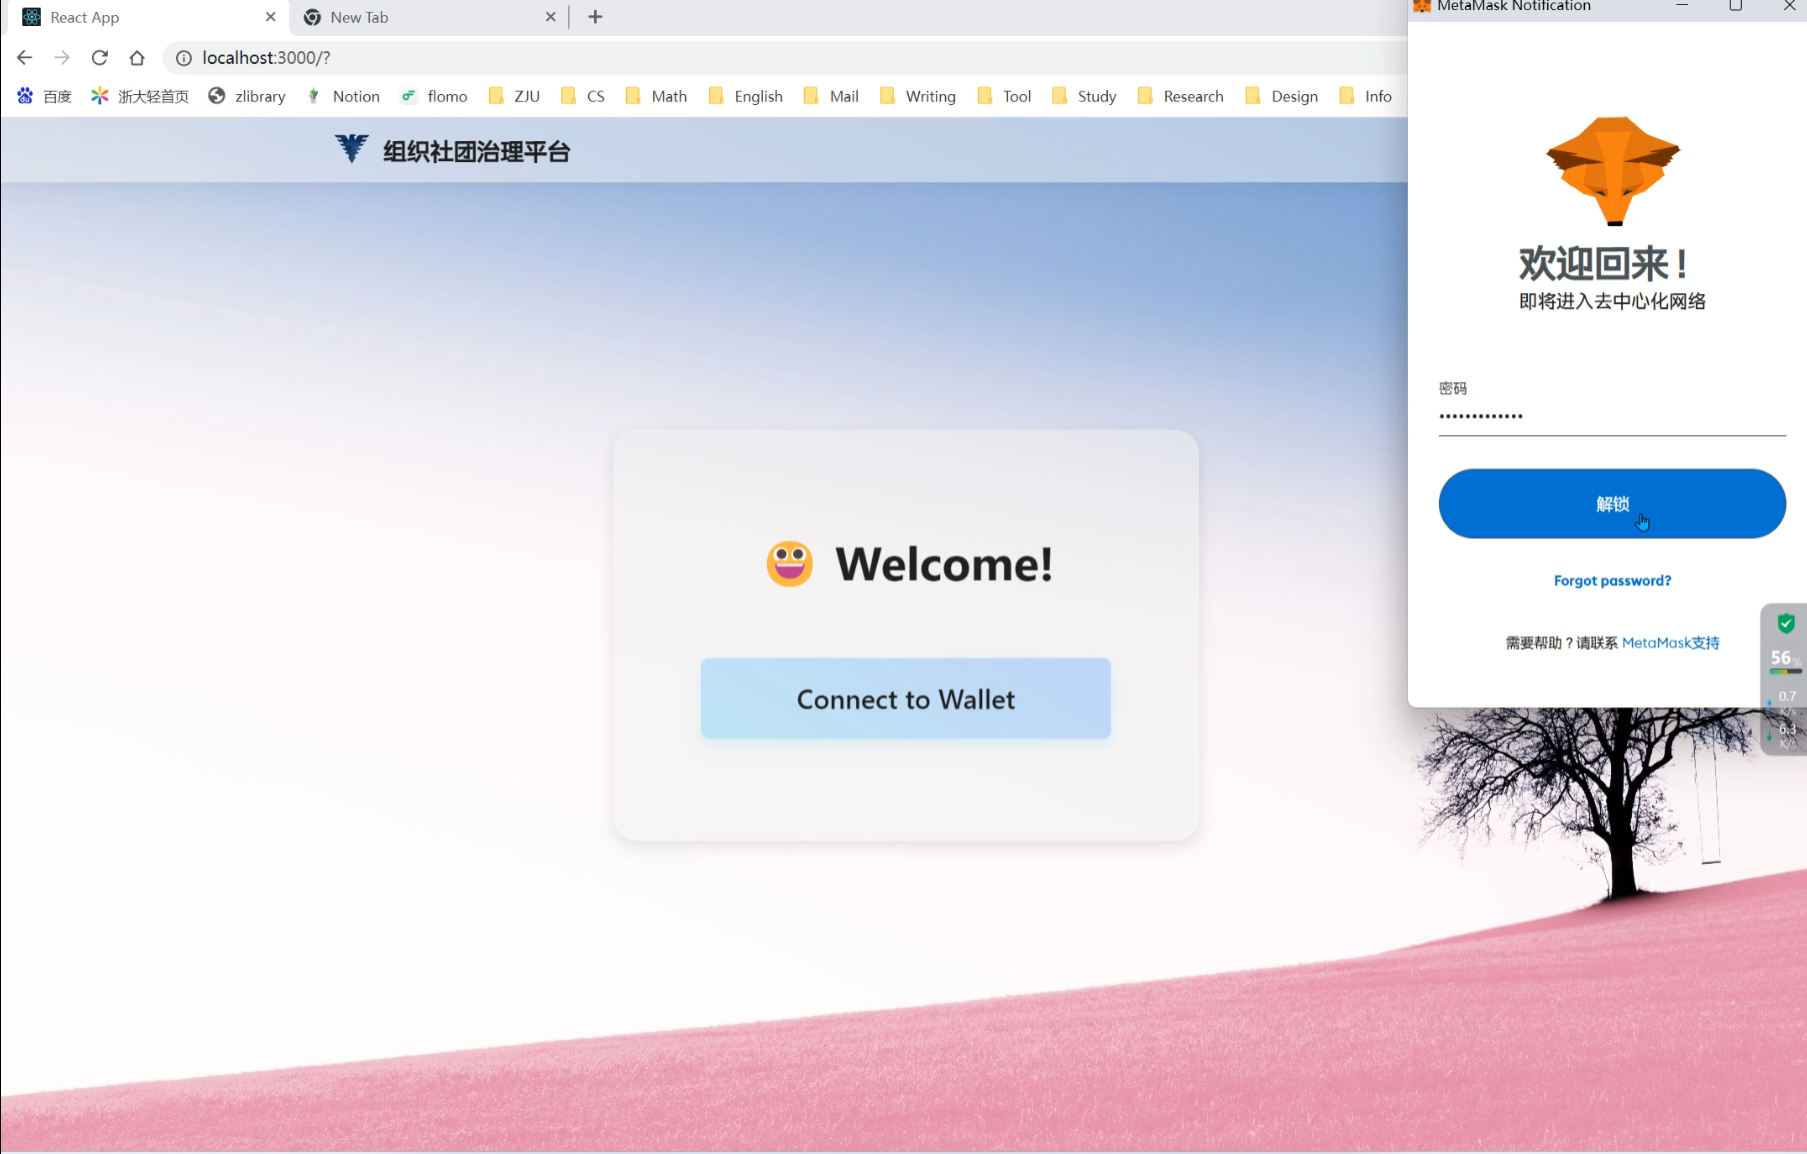 React App
New Tab
MetaMask Notification
localhost:3000/?
百度 浙大轻首页 zlibrary Notion flomo ZJU CS Math English Mail Writing Tool Study Research Design Info
组织社团治理平台
欢迎回来!
即将进入去中心化网络
密码
解锁
Forgot password?
需要帮助？请联系 MetaMask支持
Welcome!
Connect to Wallet
56%
0.7
K/s
6.3
K/s